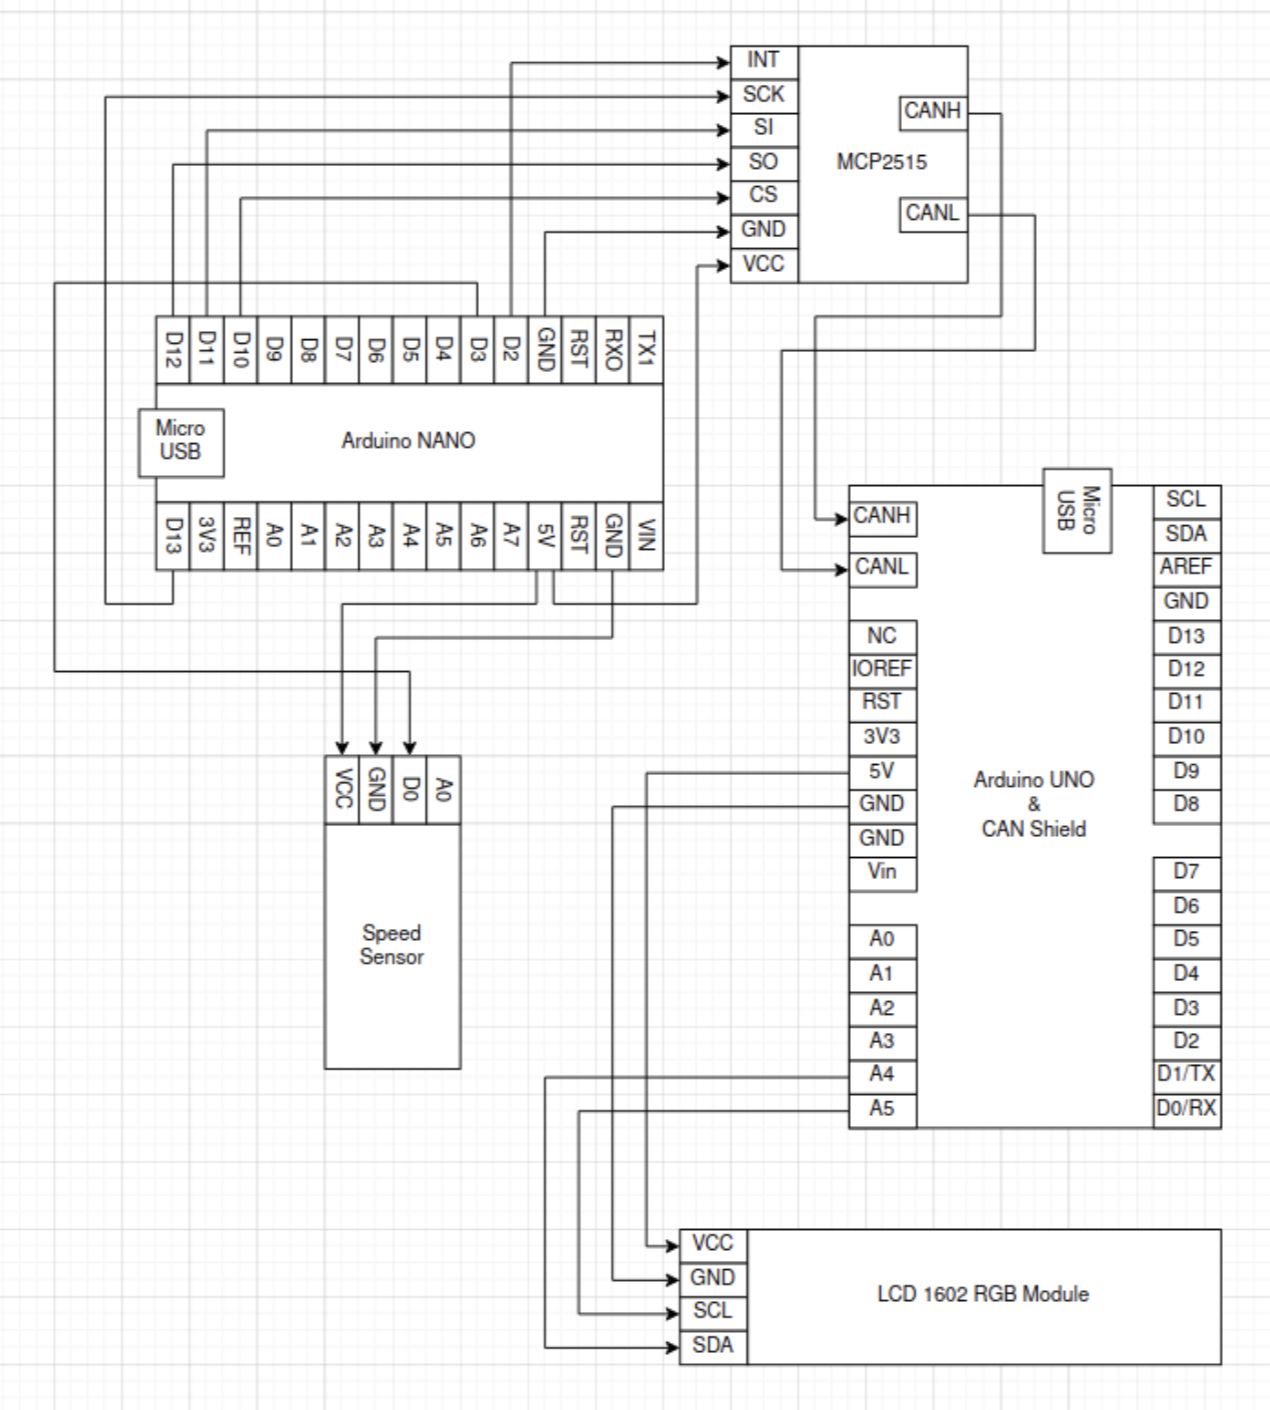 INT
SCK
SI
SO
CS
GND
VCC
MCP2515
CANH
CANL
D12
D11
D10
D9
D8
D7
D6
D5
D4
D3
D2
GND
RST
RXO
TX1
Micro
USB
Arduino NANO
D13
3V3
REF
A0
A1
A2
A3
A4
A5
A6
A7
5V
RST
GND
VIN
VCC
GND
D0
A0
Speed
Sensor
CANH
CANL
NC
IOREF
RST
3V3
5V
GND
GND
Vin
A0
A1
A2
A3
A4
A5
Micro
USB
Arduino UNO
&
CAN Shield
SCL
SDA
AREF
GND
D13
D12
D11
D10
D9
D8
D7
D6
D5
D4
D3
D2
D1/TX
D0/RX
VCC
GND
SCL
SDA
LCD 1602 RGB Module